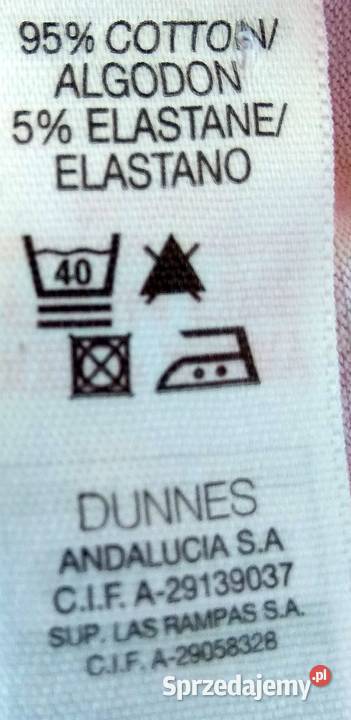 95% COTTON/
ALGODON
5% ELASTANE/
ELASTANO
40
DUNNES
ANDALUCIA S.A
C.I.F. A-29139037
SUP. LAS RAMPAS S.A.
C.I.F. A-29058328
Sprzedajemy.pl